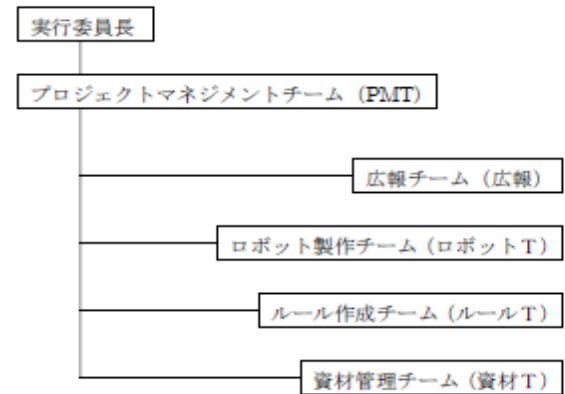 実行委員長
プロジェクトマネジメントチーム（PMT）
広報チーム（広報）
ロボット製作チーム（ロボットT）
ルール作成チーム（ルールT）
資材管理チーム（資材T）